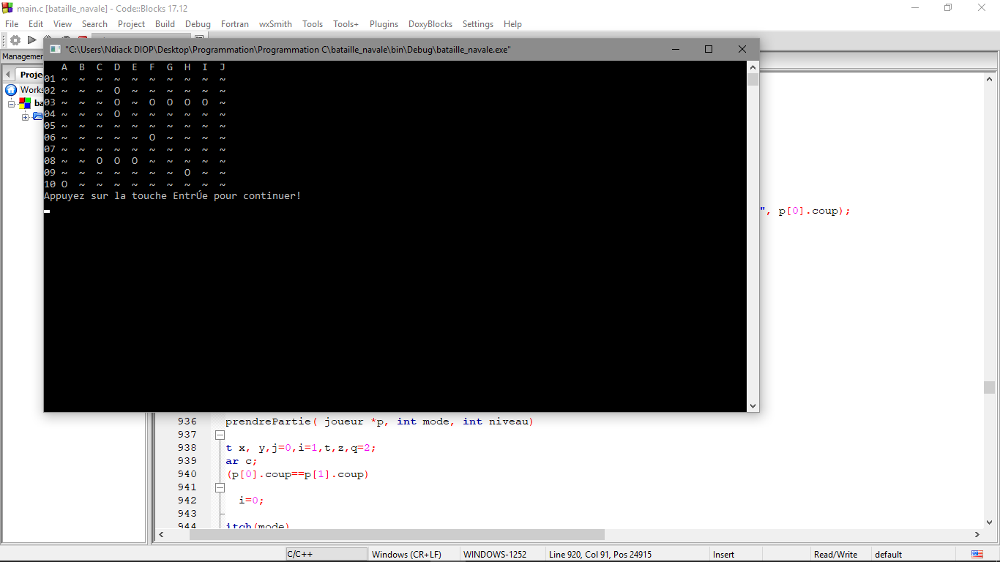 main.c [bataille_navale] - Code::Blocks 17.12
File Edit View Search Project Build Debug Fortran wxSmith Tools Tools+ Plugins DoxyBlocks Settings Help
"C:\Users\Ndiack DIOP\Desktop\Programmation\Programmation C\bataille_navale\bin\Debug\bataille_navale.exe"
A B C D E F G H I J
01 ~ ~ ~ ~ ~ ~ ~ ~ ~ ~
02 ~ ~ ~ O ~ ~ ~ ~ ~ ~
03 ~ ~ ~ O ~ O O O O ~
04 ~ ~ ~ O ~ ~ ~ ~ ~ ~
05 ~ ~ ~ ~ ~ ~ ~ ~ ~ ~
06 ~ ~ ~ ~ ~ O ~ ~ ~ ~
07 ~ ~ ~ ~ ~ ~ ~ ~ ~ ~
08 ~ ~ O O O ~ ~ ~ ~ ~
09 ~ ~ ~ ~ ~ ~ ~ O ~ ~
10 O ~ ~ ~ ~ ~ ~ ~ ~ ~
Appuyez sur la touche EntrÚe pour continuer!
Managemen
Proje
Works
ba
", p[0].coup);
936 prendrePartie( joueur *p, int mode, int niveau)
937
938 t x, y,j=0,i=1,t,z,q=2;
939 ar c;
940 (p[0].coup==p[1].coup)
941
942 i=0;
943
944 itch(mode)
C/C++ Windows (CR+LF) WINDOWS-1252 Line 920, Col 91, Pos 24915 Insert Read/Write default